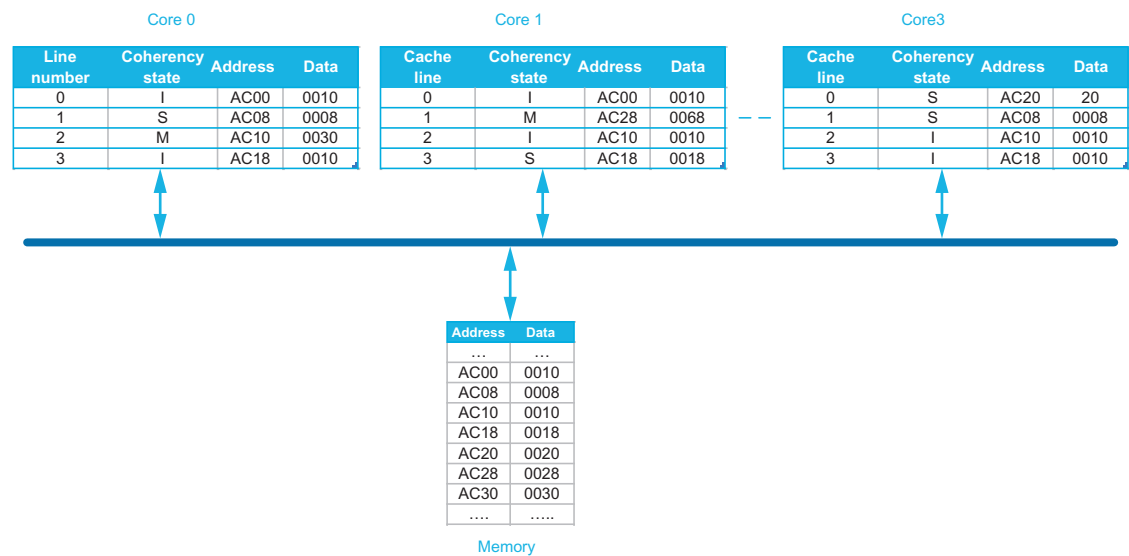 Core 0
Core 1
Core3
Line number Coherency state Address Data
0 I AC00 0010
1 S AC08 0008
2 M AC10 0030
3 I AC18 0010
Cache line Coherency state Address Data
0 I AC00 0010
1 M AC28 0068
2 I AC10 0010
3 S AC18 0018
Cache line Coherency state Address Data
0 S AC20 20
1 S AC08 0008
2 I AC10 0010
3 I AC18 0010
Address Data
… …
AC00 0010
AC08 0008
AC10 0010
AC18 0018
AC20 0020
AC28 0028
AC30 0030
…. …..
Memory